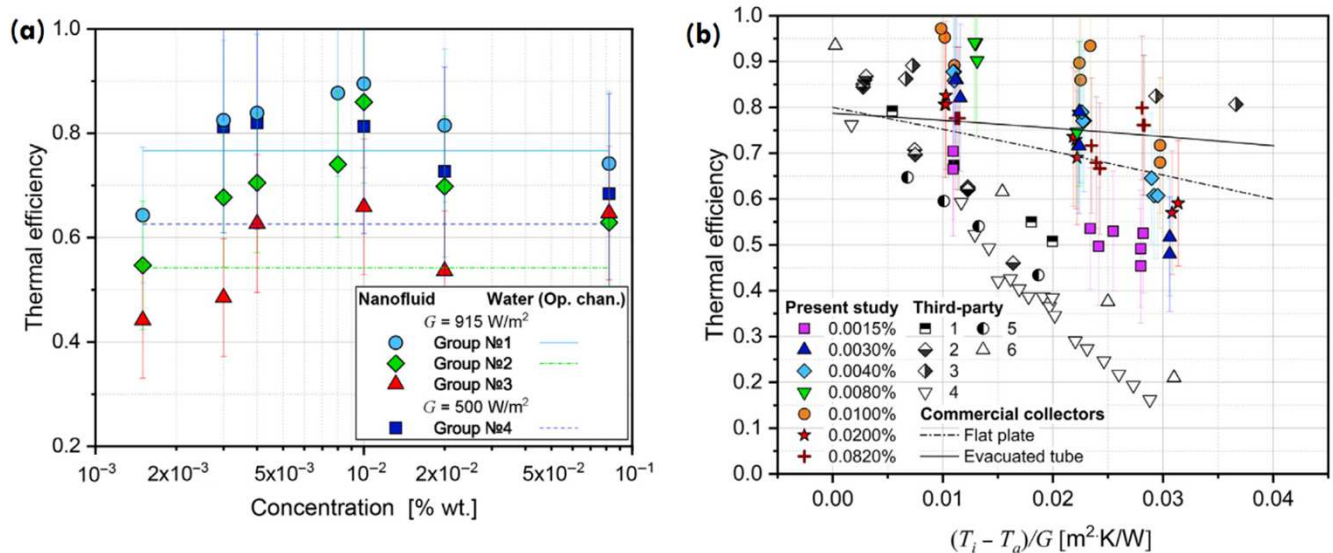 (a)
Thermal efficiency
1.0
0.8
0.6
0.4
0.2
10⁻³
2x10⁻³
5x10⁻³
10⁻²
2x10⁻²
5x10⁻²
10⁻¹
Concentration [% wt.]
Nanofluid Water (Op. chan.)
G = 915 W/m²
Group №1
Group №2
Group №3
G = 500 W/m²
Group №4
(b)
Thermal efficiency
1.0
0.9
0.8
0.7
0.6
0.5
0.4
0.3
0.2
0.1
0.0
0.00
0.01
0.02
0.03
0.04
(Tᵢ – Tₐ)/G [m²·K/W]
Present study Third-party
0.0015% 1 5
0.0030% 2 6
0.0040% 3
0.0080% 4
0.0100% Commercial collectors
0.0200% Flat plate
0.0820% Evacuated tube